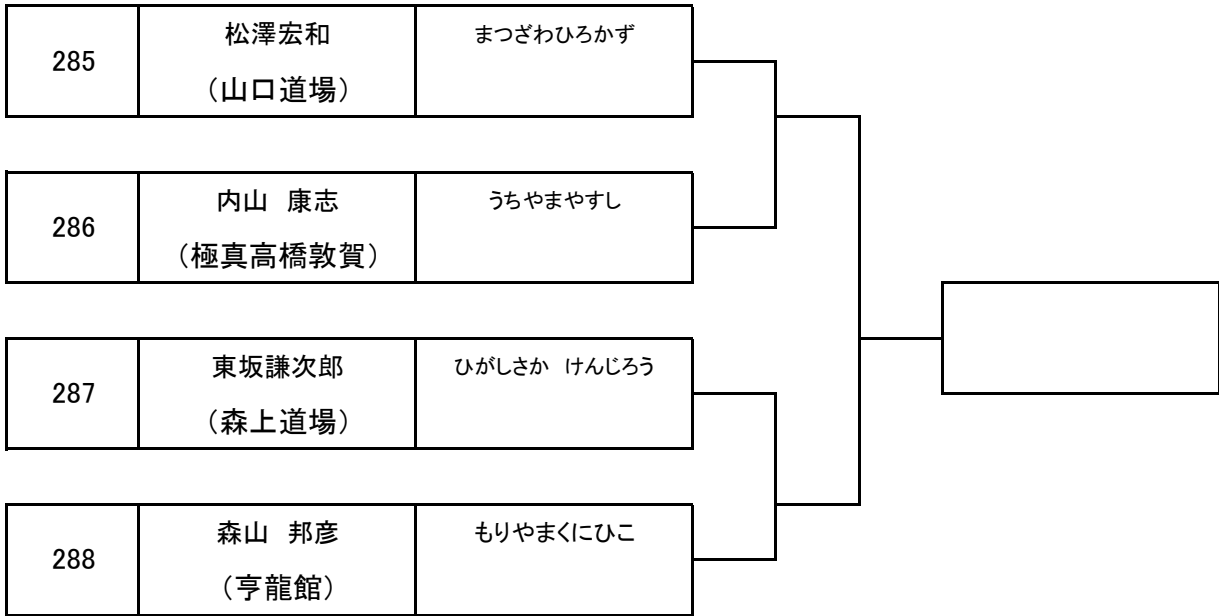 285
松澤宏和
（山口道場）
まつざわひろかず
286
内山　康志
（極真高橋敦賀）
うちやまやすし
287
東坂謙次郎
（森上道場）
ひがしさか　けんじろう
288
森山　邦彦
（亨龍館）
もりやまくにひこ